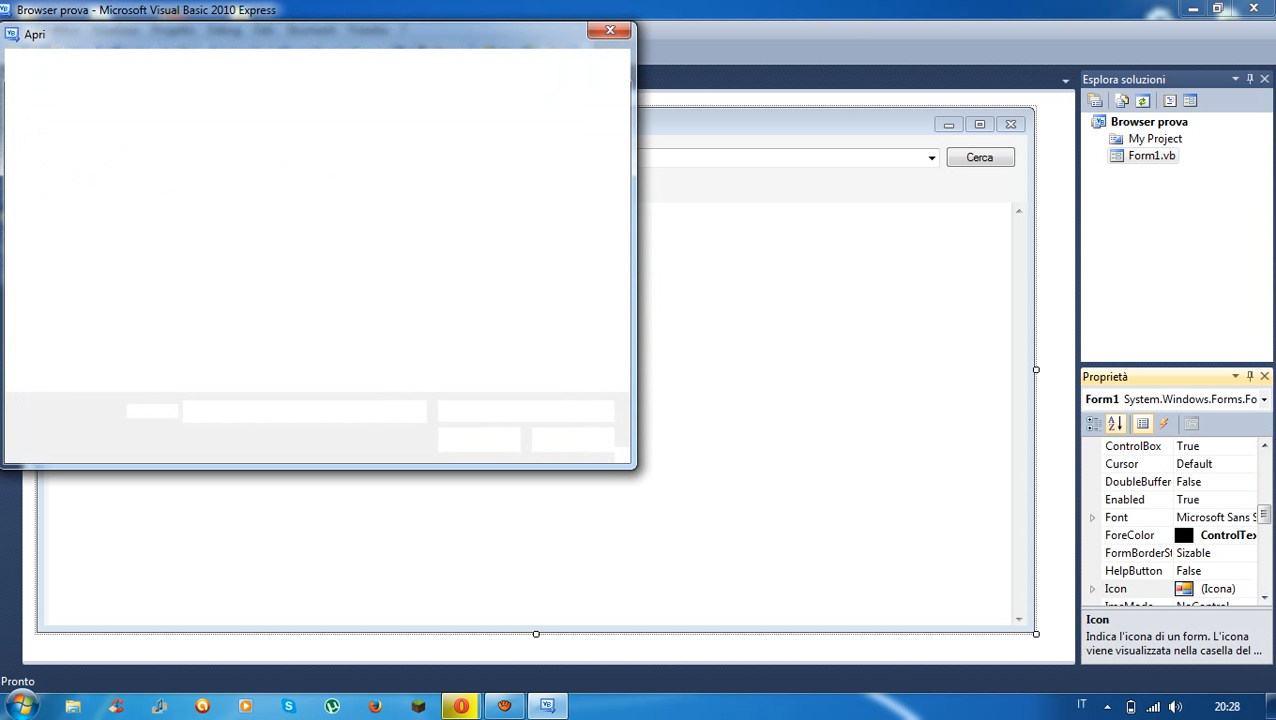 Browser prova - Microsoft Visual Basic 2010 Express
Apri
Cerca
Esplora soluzioni
Browser prova
My Project
Form1.vb
Proprietà
Form1 System.Windows.Forms.Fo
ControlBox True
Cursor Default
DoubleBuffer False
Enabled True
Font Microsoft Sans S
ForeColor ControlTex
FormBorderSt Sizable
HelpButton False
Icon (Icona)
ImeMode NoControl
Icon
Indica l'icona di un form. L'icona
viene visualizzata nella casella del ...
Pronto
IT
20:28